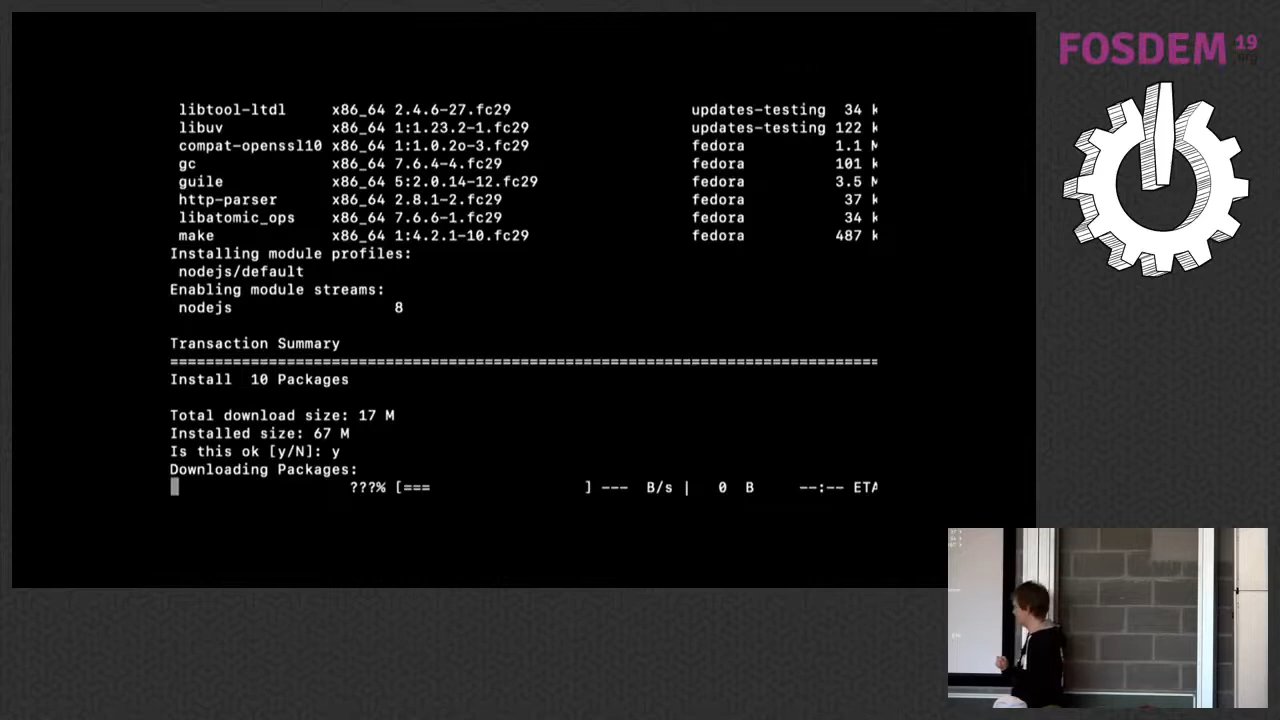 libtool-ltdl x86_64 2.4.6-27.fc29 updates-testing 34 k
libuv x86_64 1:1.23.2-1.fc29 updates-testing 122 k
compat-openssl10 x86_64 1:1.0.2o-3.fc29 fedora 1.1 M
gc x86_64 7.6.4-4.fc29 fedora 101 k
guile x86_64 5:2.0.14-12.fc29 fedora 3.5 M
http-parser x86_64 2.8.1-2.fc29 fedora 37 k
libatomic_ops x86_64 7.6.6-1.fc29 fedora 34 k
make x86_64 1:4.2.1-10.fc29 fedora 487 k
Installing module profiles:
nodejs/default
Enabling module streams:
nodejs 8
Transaction Summary
================================================================================
Install 10 Packages
Total download size: 17 M
Installed size: 67 M
Is this ok [y/N]: y
Downloading Packages:
???% [=== ] --- B/s | 0 B --:-- ETA
FOSDEM 19
.org